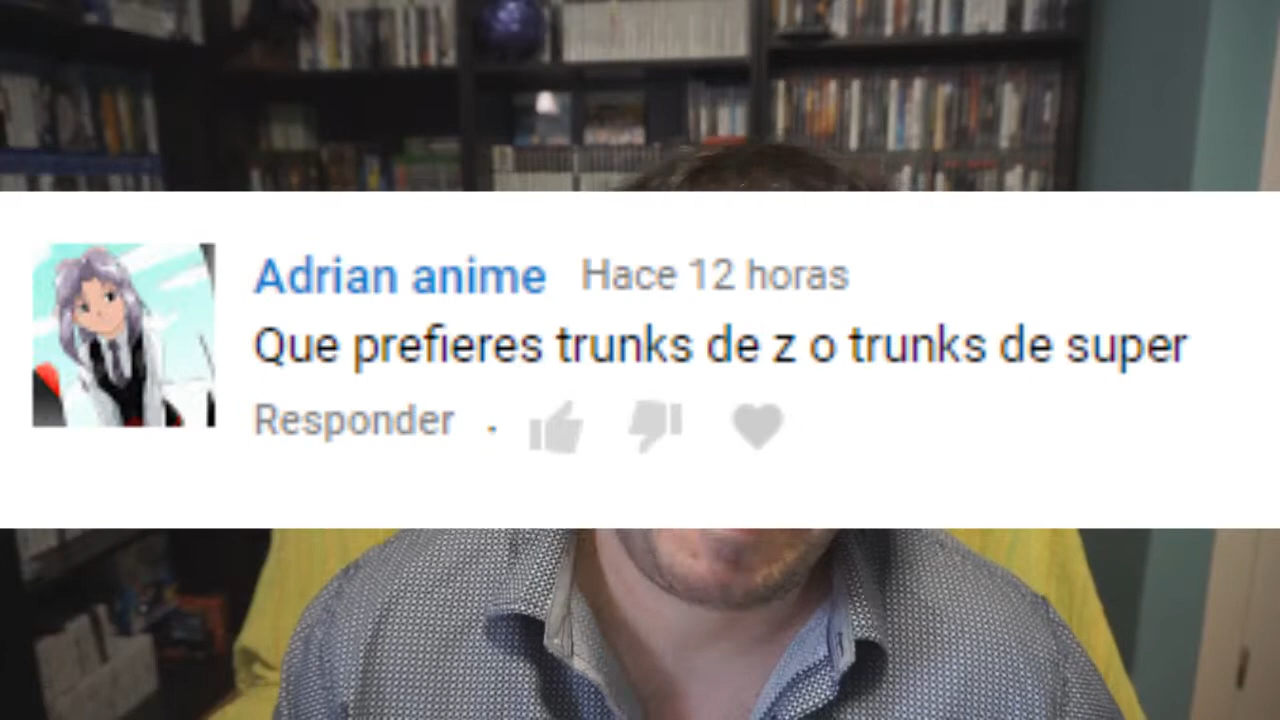 Adrian anime Hace 12 horas
Que prefieres trunks de z o trunks de super
Responder .